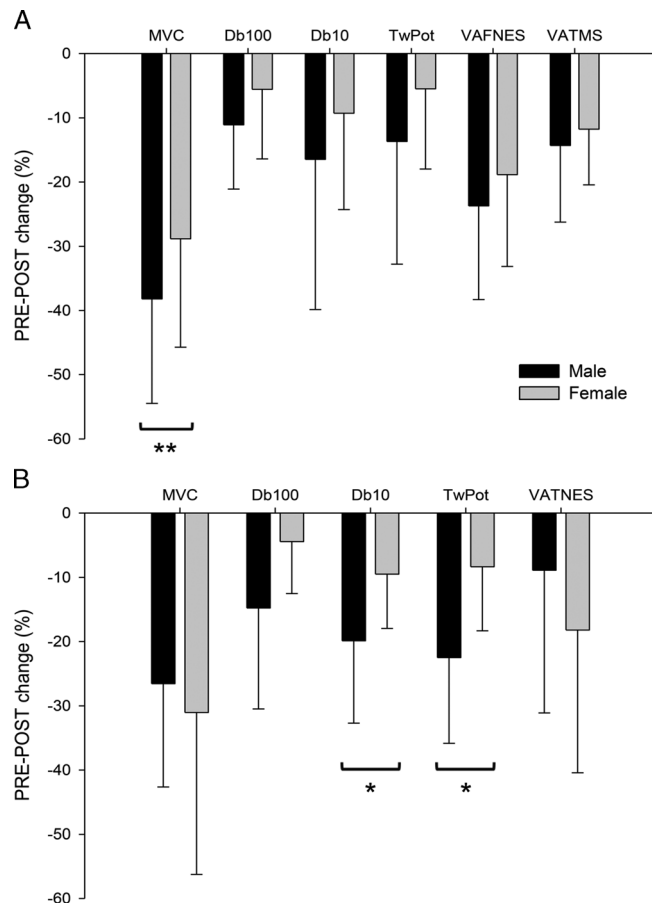 A
MVC Db100 Db10 TwPot VAFNES VATMS
0
-10
-20
-30
-40
-50
-60
PRE-POST change (%)
Male
Female
**
B
MVC Db100 Db10 TwPot VATNES
0
-10
-20
-30
-40
-50
-60
PRE-POST change (%)
* *